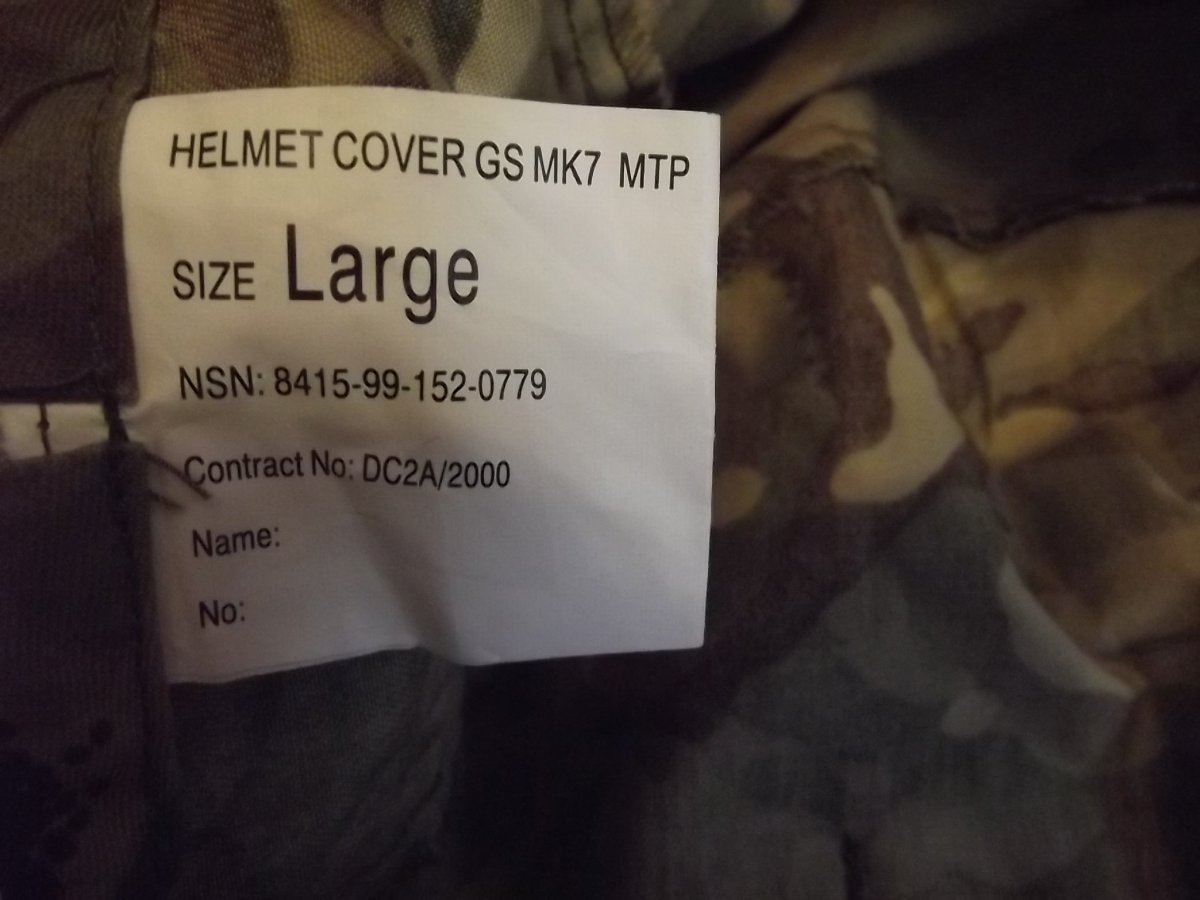 HELMET COVER GS MK7 MTP
SIZE Large
NSN: 8415-99-152-0779
Contract No: DC2A/2000
Name:
No: